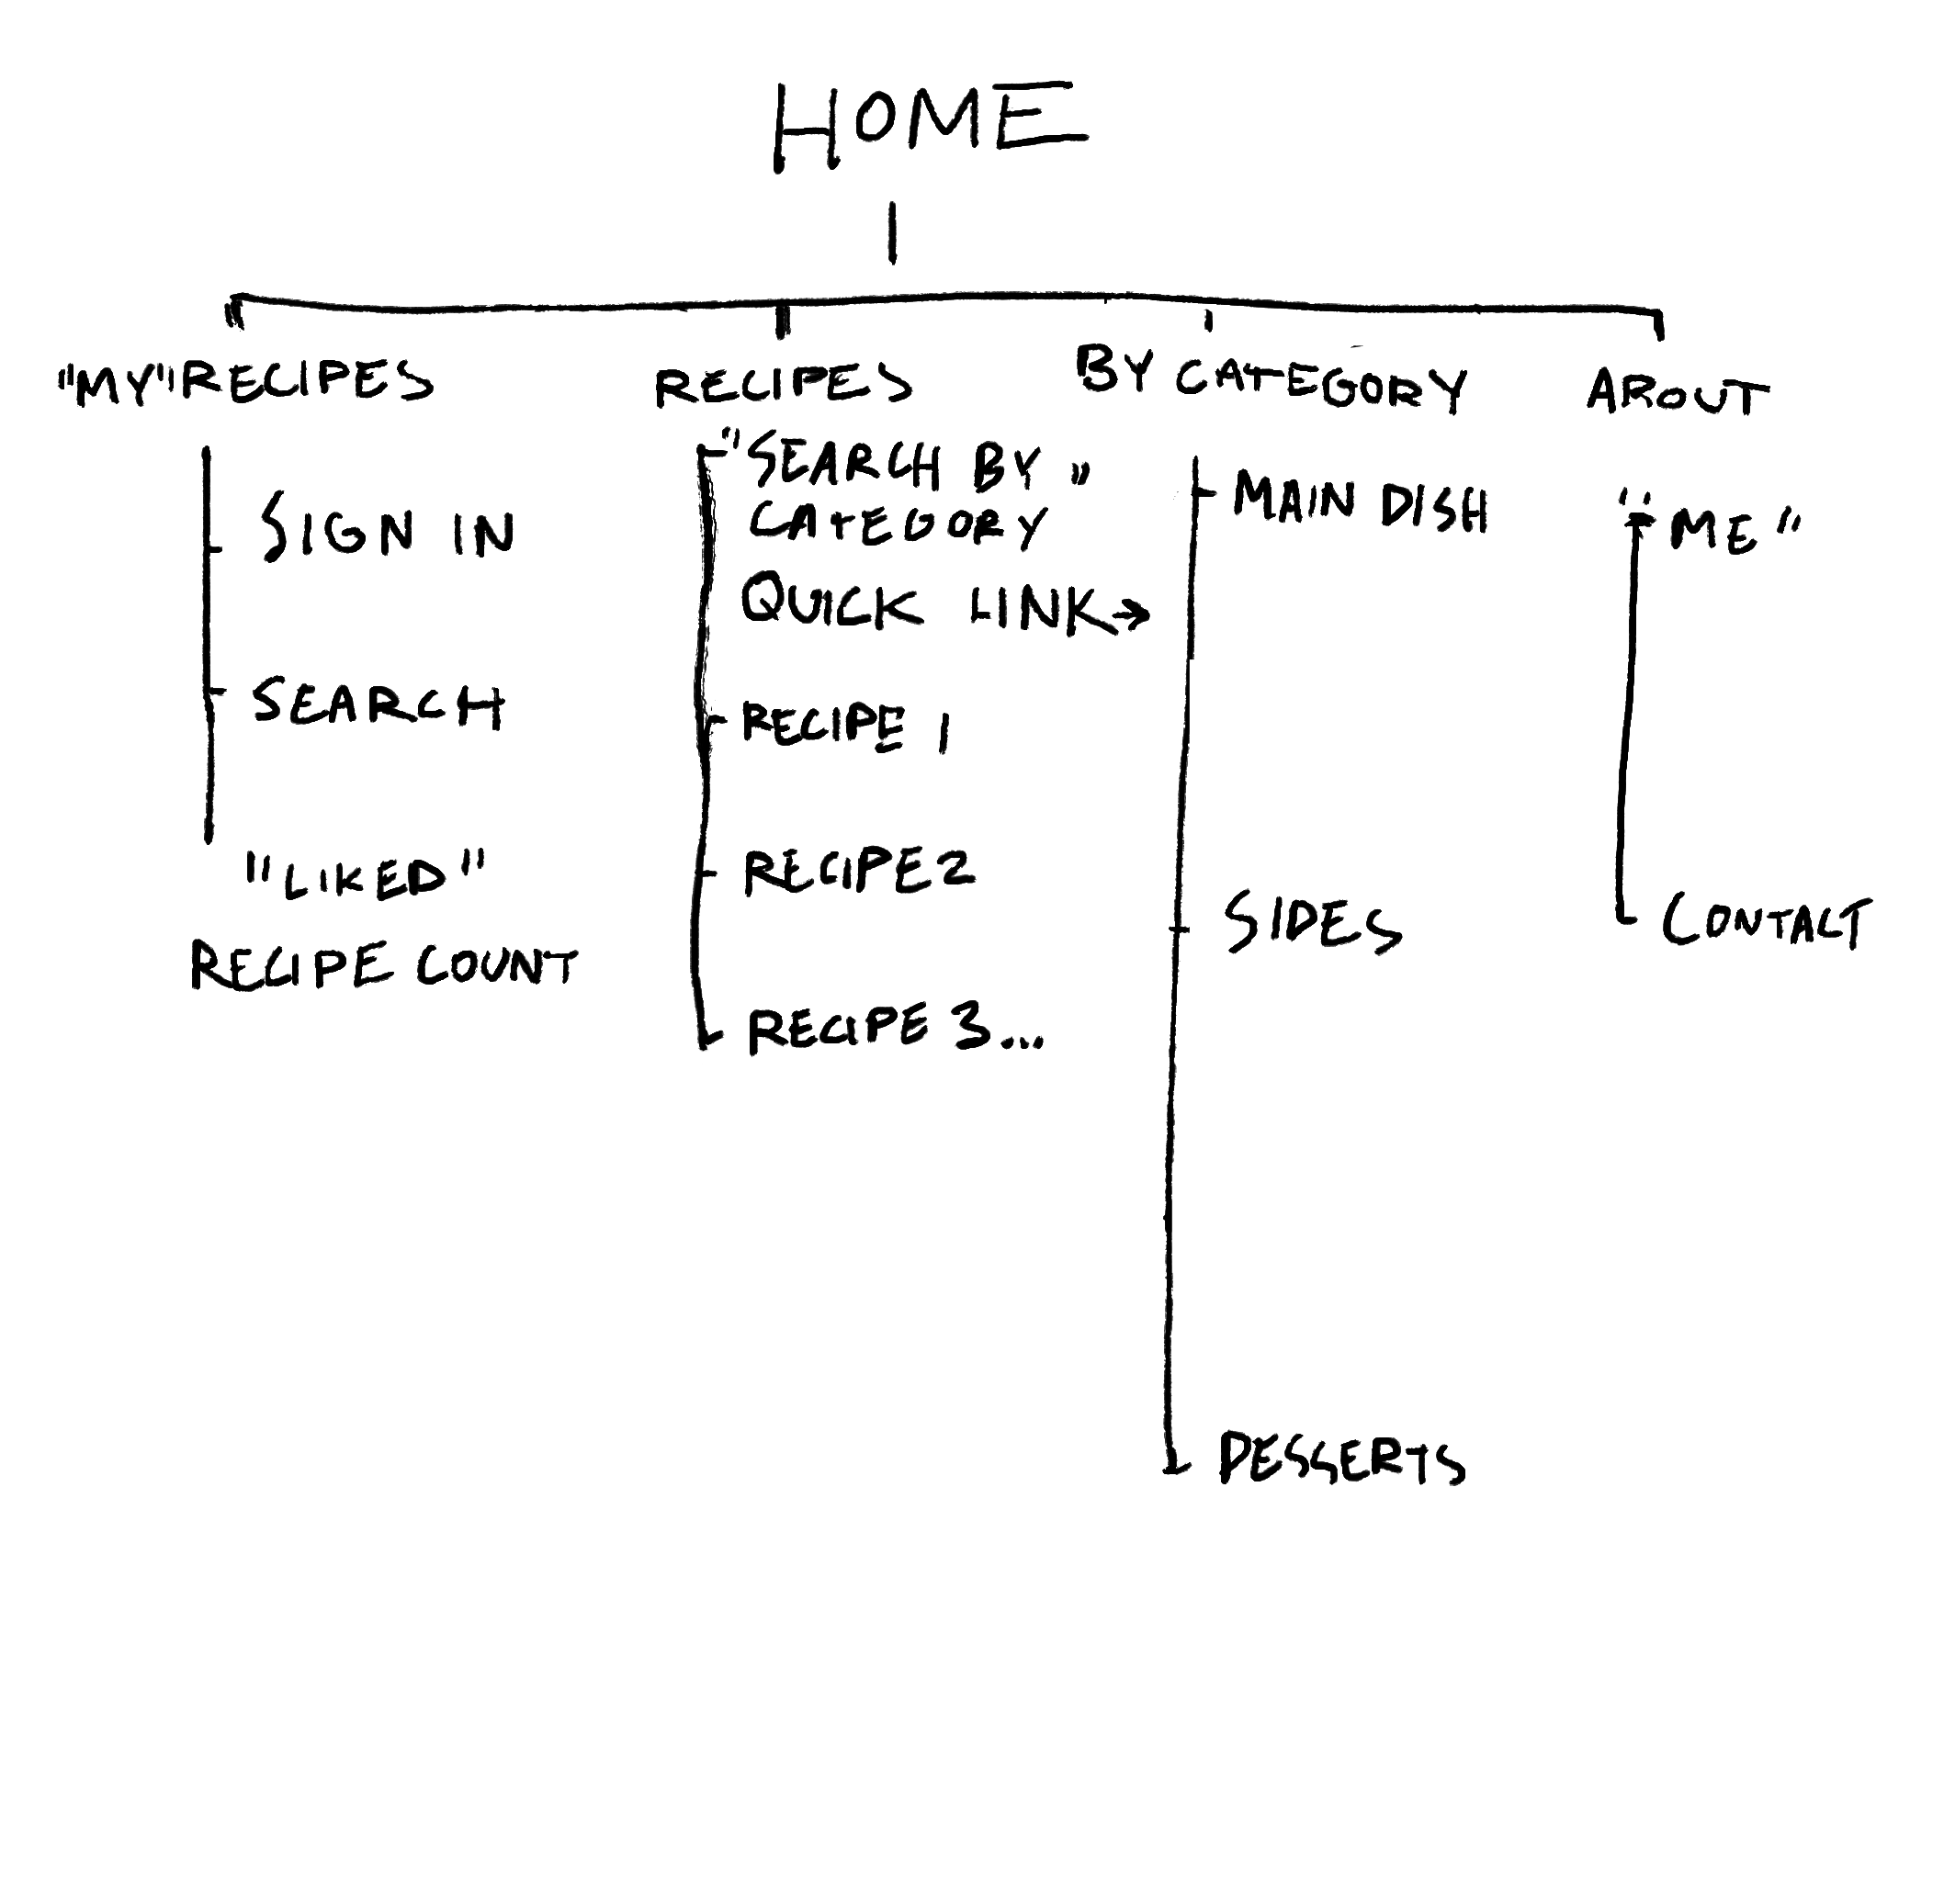 HOME
"MY" RECIPES
SIGN IN
SEARCH
"LIKED"
RECIPE COUNT
RECIPES
"SEARCH BY"
CATEGORY
QUICK LINK→
RECIPE 1
RECIPE 2
RECIPE 3...
BY CATEGORY
MAIN DISH
SIDES
DESSERTS
ABOUT
"ME"
CONTACT